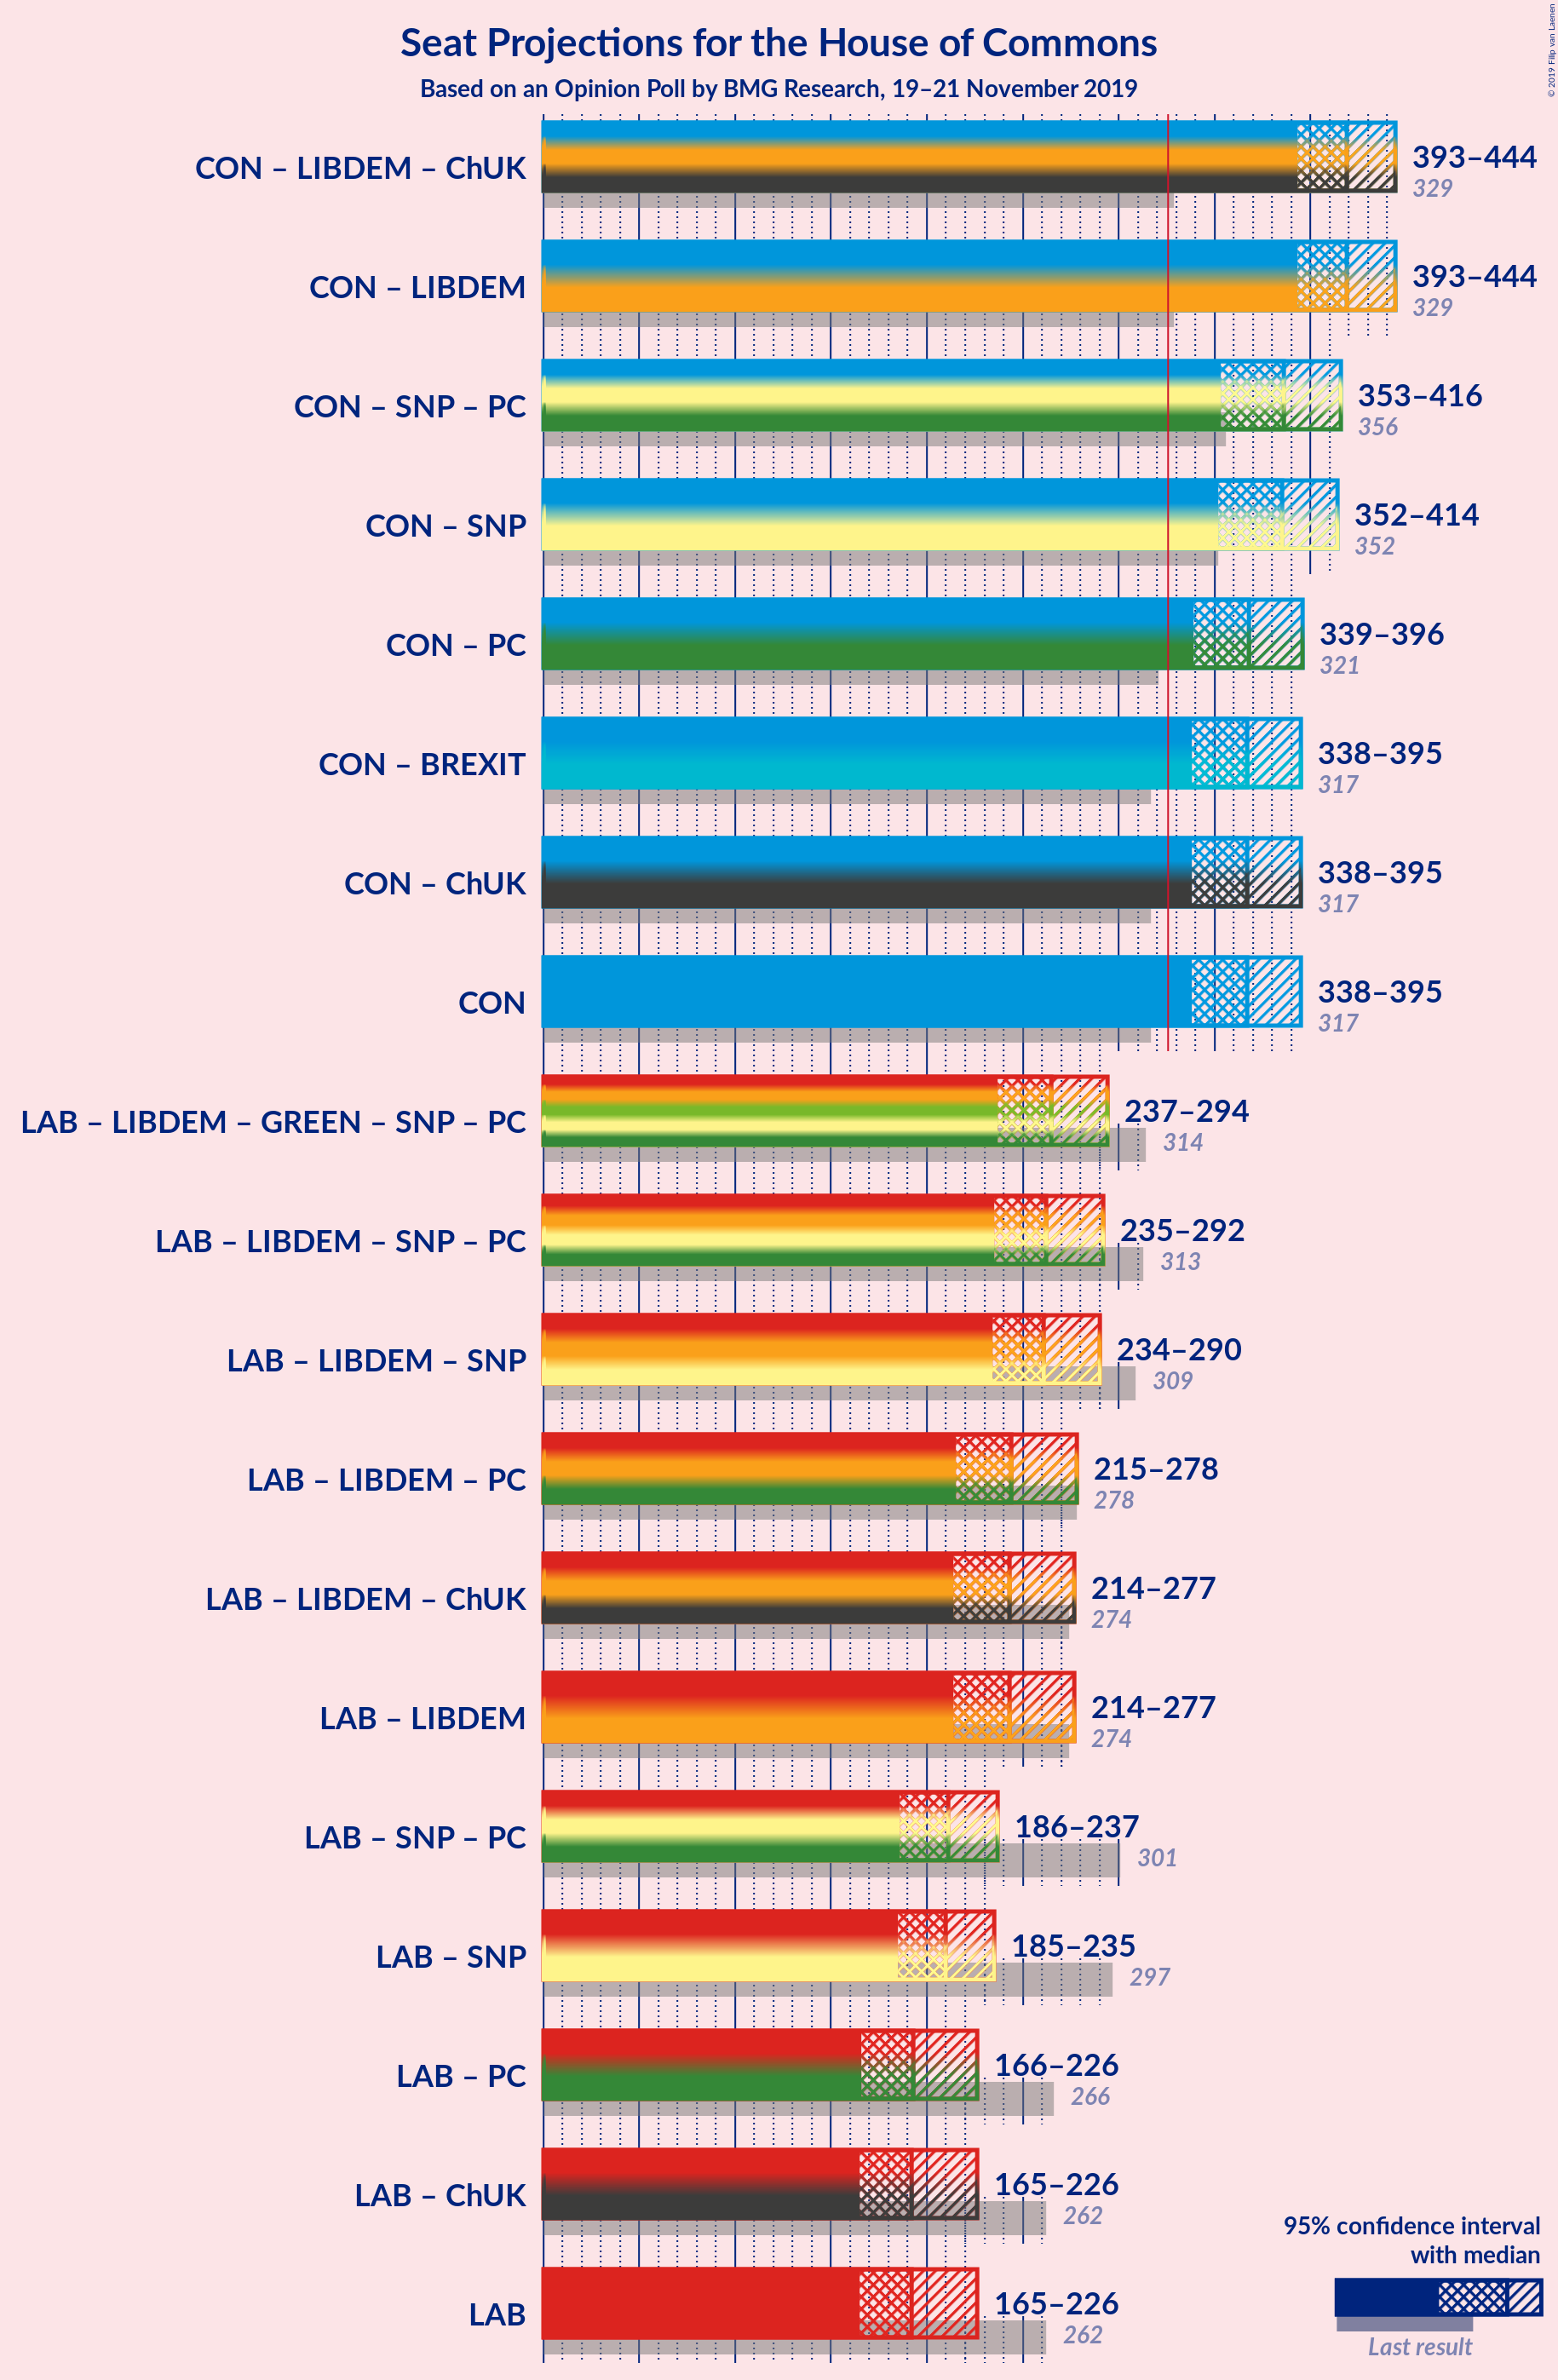 Seat Projections for the House of Commons
Based on an Opinion Poll by BMG Research, 19–21 November 2019
© 2019 Filip van Laenen
CON – LIBDEM – ChUK
393–444
329
CON – LIBDEM
393–444
329
CON – SNP – PC
353–416
356
CON – SNP
352–414
352
CON – PC
339–396
321
CON – BREXIT
338–395
317
CON – ChUK
338–395
317
CON
338–395
317
LAB – LIBDEM – GREEN – SNP – PC
237–294
314
LAB – LIBDEM – SNP – PC
235–292
313
LAB – LIBDEM – SNP
234–290
309
LAB – LIBDEM – PC
215–278
278
LAB – LIBDEM – ChUK
214–277
274
LAB – LIBDEM
214–277
274
LAB – SNP – PC
186–237
301
LAB – SNP
185–235
297
LAB – PC
166–226
266
LAB – ChUK
165–226
262
LAB
165–226
262
95% confidence interval
with median
Last result